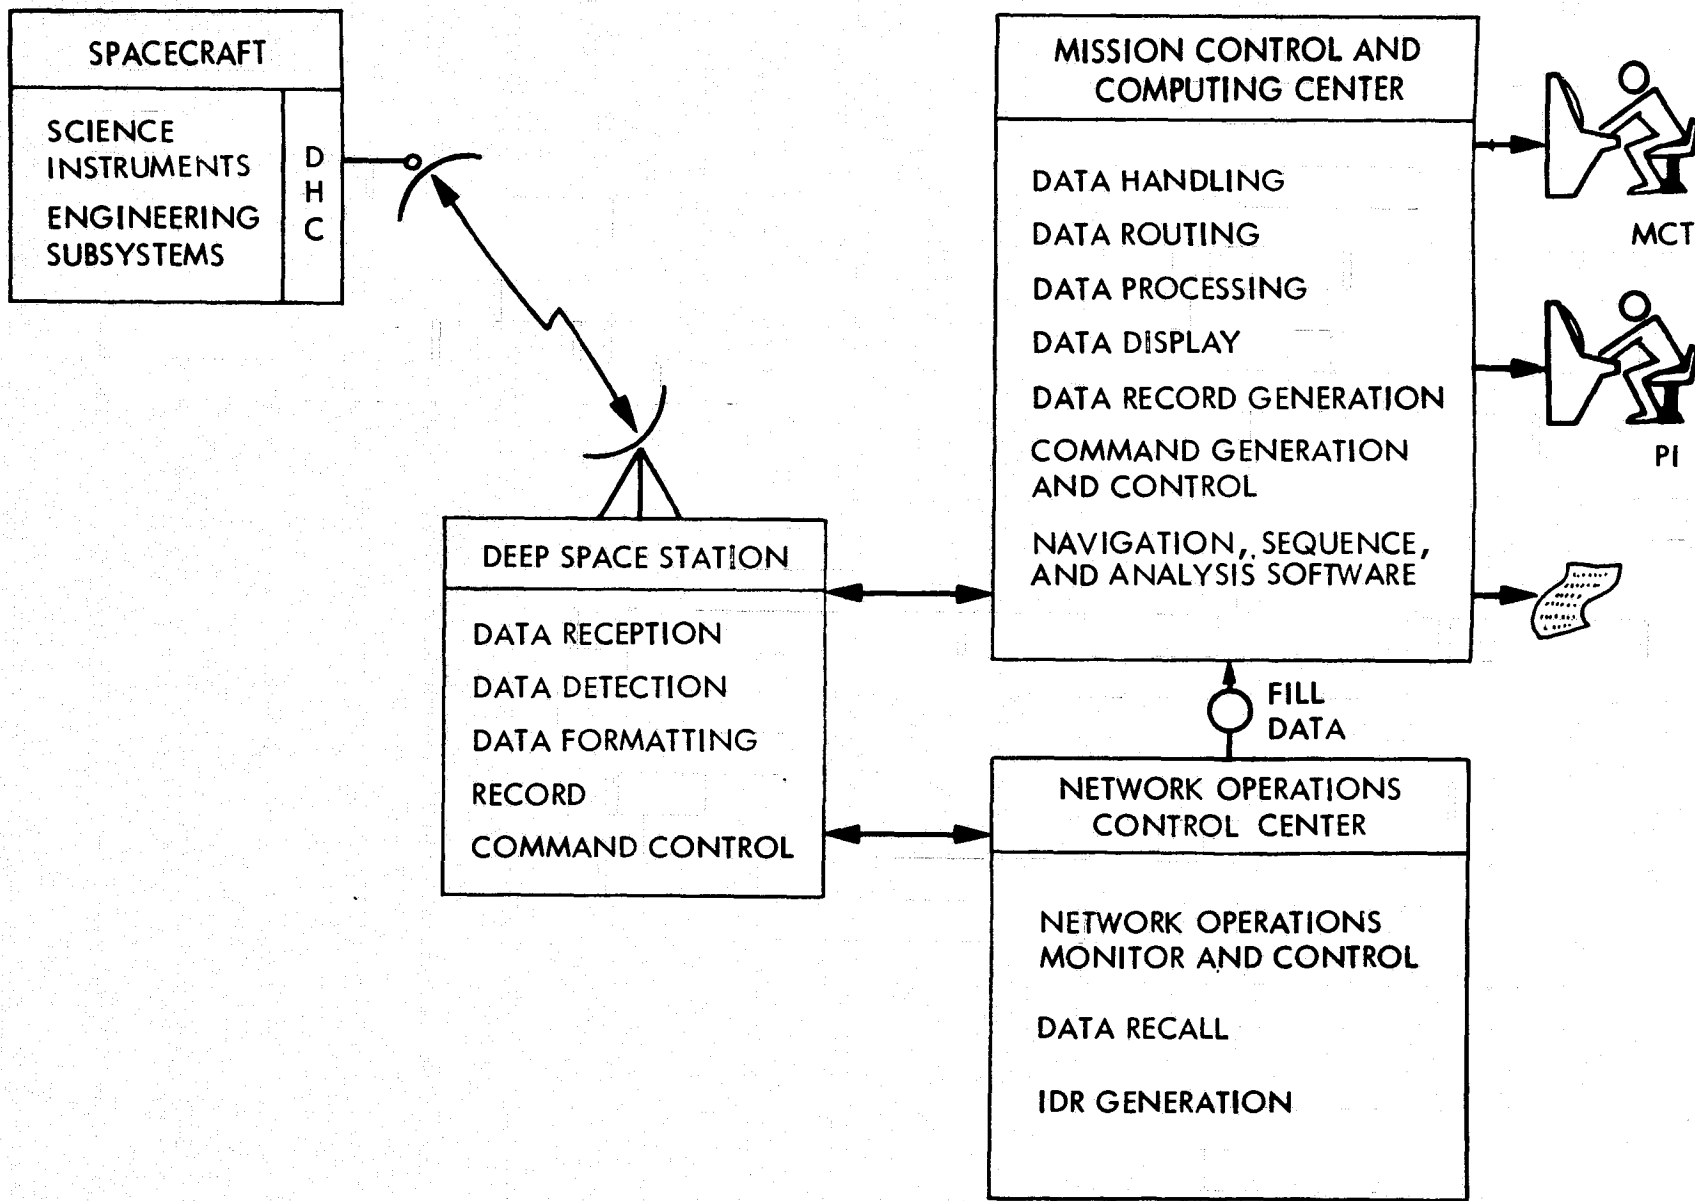 SPACECRAFT
SCIENCE
INSTRUMENTS
ENGINEERING
SUBSYSTEMS
D
H
C
DEEP SPACE STATION
DATA RECEPTION
DATA DETECTION
DATA FORMATTING
RECORD
COMMAND CONTROL
MISSION CONTROL AND
COMPUTING CENTER
DATA HANDLING
DATA ROUTING
DATA PROCESSING
DATA DISPLAY
DATA RECORD GENERATION
COMMAND GENERATION
AND CONTROL
NAVIGATION, SEQUENCE,
AND ANALYSIS SOFTWARE
MCT
PI
FILL
DATA
NETWORK OPERATIONS
CONTROL CENTER
NETWORK OPERATIONS
MONITOR AND CONTROL
DATA RECALL
IDR GENERATION